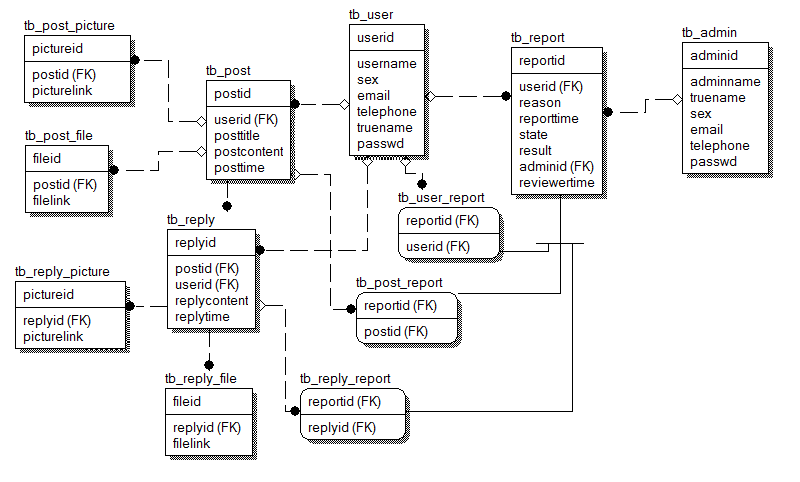 tb_post_picture
pictureid
postid (FK)
picturelink
tb_post_file
fileid
postid (FK)
filelink
tb_post
postid
userid (FK)
posttitle
postcontent
posttime
tb_user
userid
username
sex
email
telephone
truename
passwd
tb_report
reportid
userid (FK)
reason
reporttime
state
result
adminid (FK)
reviewertime
tb_admin
adminid
adminname
truename
sex
email
telephone
passwd
tb_user_report
reportid (FK)
userid (FK)
tb_reply
replyid
postid (FK)
userid (FK)
replycontent
replytime
tb_reply_picture
pictureid
replyid (FK)
picturelink
tb_post_report
reportid (FK)
postid (FK)
tb_reply_file
fileid
replyid (FK)
filelink
tb_reply_report
reportid (FK)
replyid (FK)